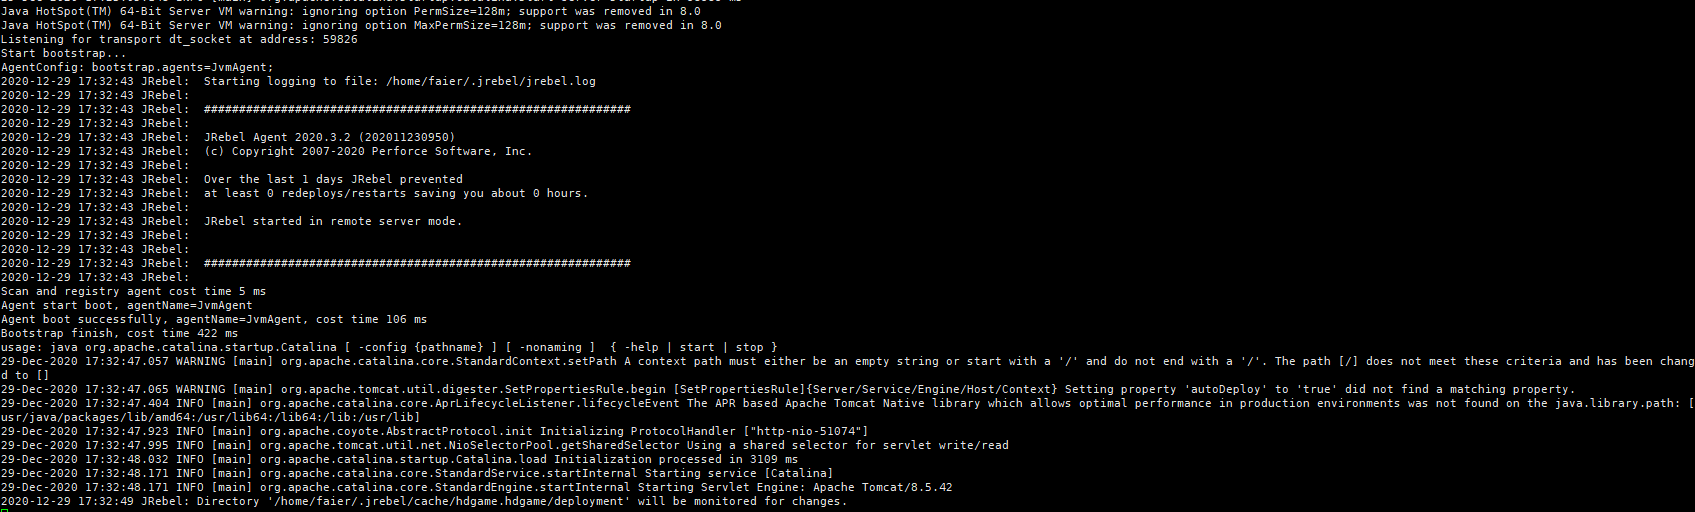 Java HotSpot(TM) 64-Bit Server VM warning: ignoring option PermSize=128m; support was removed in 8.0
Java HotSpot(TM) 64-Bit Server VM warning: ignoring option MaxPermSize=128m; support was removed in 8.0
Listening for transport dt_socket at address: 59826
Start bootstrap...
AgentConfig: bootstrap.agents=JvmAgent;
2020-12-29 17:32:43 JRebel:  Starting logging to file: /home/faier/.jrebel/jrebel.log
2020-12-29 17:32:43 JRebel:
2020-12-29 17:32:43 JRebel:  #############################################################
2020-12-29 17:32:43 JRebel:
2020-12-29 17:32:43 JRebel:  JRebel Agent 2020.3.2 (202011230950)
2020-12-29 17:32:43 JRebel:  (c) Copyright 2007-2020 Perforce Software, Inc.
2020-12-29 17:32:43 JRebel:
2020-12-29 17:32:43 JRebel:  Over the last 1 days JRebel prevented
2020-12-29 17:32:43 JRebel:  at least 0 redeploys/restarts saving you about 0 hours.
2020-12-29 17:32:43 JRebel:
2020-12-29 17:32:43 JRebel:  JRebel started in remote server mode.
2020-12-29 17:32:43 JRebel:
2020-12-29 17:32:43 JRebel:
2020-12-29 17:32:43 JRebel:  #############################################################
2020-12-29 17:32:43 JRebel:
Scan and registry agent cost time 5 ms
Agent start boot, agentName=JvmAgent
Agent boot successfully, agentName=JvmAgent, cost time 106 ms
Bootstrap finish, cost time 422 ms
usage: java org.apache.catalina.startup.Catalina [ -config {pathname} ] [ -nonaming ]  { -help | start | stop }
29-Dec-2020 17:32:47.057 WARNING [main] org.apache.catalina.core.StandardContext.setPath A context path must either be an empty string or start with a '/' and do not end with a '/'. The path [/] does not meet these criteria and has been chang
d to []
29-Dec-2020 17:32:47.065 WARNING [main] org.apache.tomcat.util.digester.SetPropertiesRule.begin [SetPropertiesRule]{Server/Service/Engine/Host/Context} Setting property 'autoDeploy' to 'true' did not find a matching property.
29-Dec-2020 17:32:47.404 INFO [main] org.apache.catalina.core.AprLifecycleListener.lifecycleEvent The APR based Apache Tomcat Native library which allows optimal performance in production environments was not found on the java.library.path: [
usr/java/packages/lib/amd64:/usr/lib64:/lib64:/lib:/usr/lib]
29-Dec-2020 17:32:47.923 INFO [main] org.apache.coyote.AbstractProtocol.init Initializing ProtocolHandler ["http-nio-51074"]
29-Dec-2020 17:32:47.995 INFO [main] org.apache.tomcat.util.net.NioSelectorPool.getSharedSelector Using a shared selector for servlet write/read
29-Dec-2020 17:32:48.032 INFO [main] org.apache.catalina.startup.Catalina.load Initialization processed in 3109 ms
29-Dec-2020 17:32:48.171 INFO [main] org.apache.catalina.core.StandardService.startInternal Starting service [Catalina]
29-Dec-2020 17:32:48.171 INFO [main] org.apache.catalina.core.StandardEngine.startInternal Starting Servlet Engine: Apache Tomcat/8.5.42
2020-12-29 17:32:49 JRebel: Directory '/home/faier/.jrebel/cache/hdgame.hdgame/deployment' will be monitored for changes.